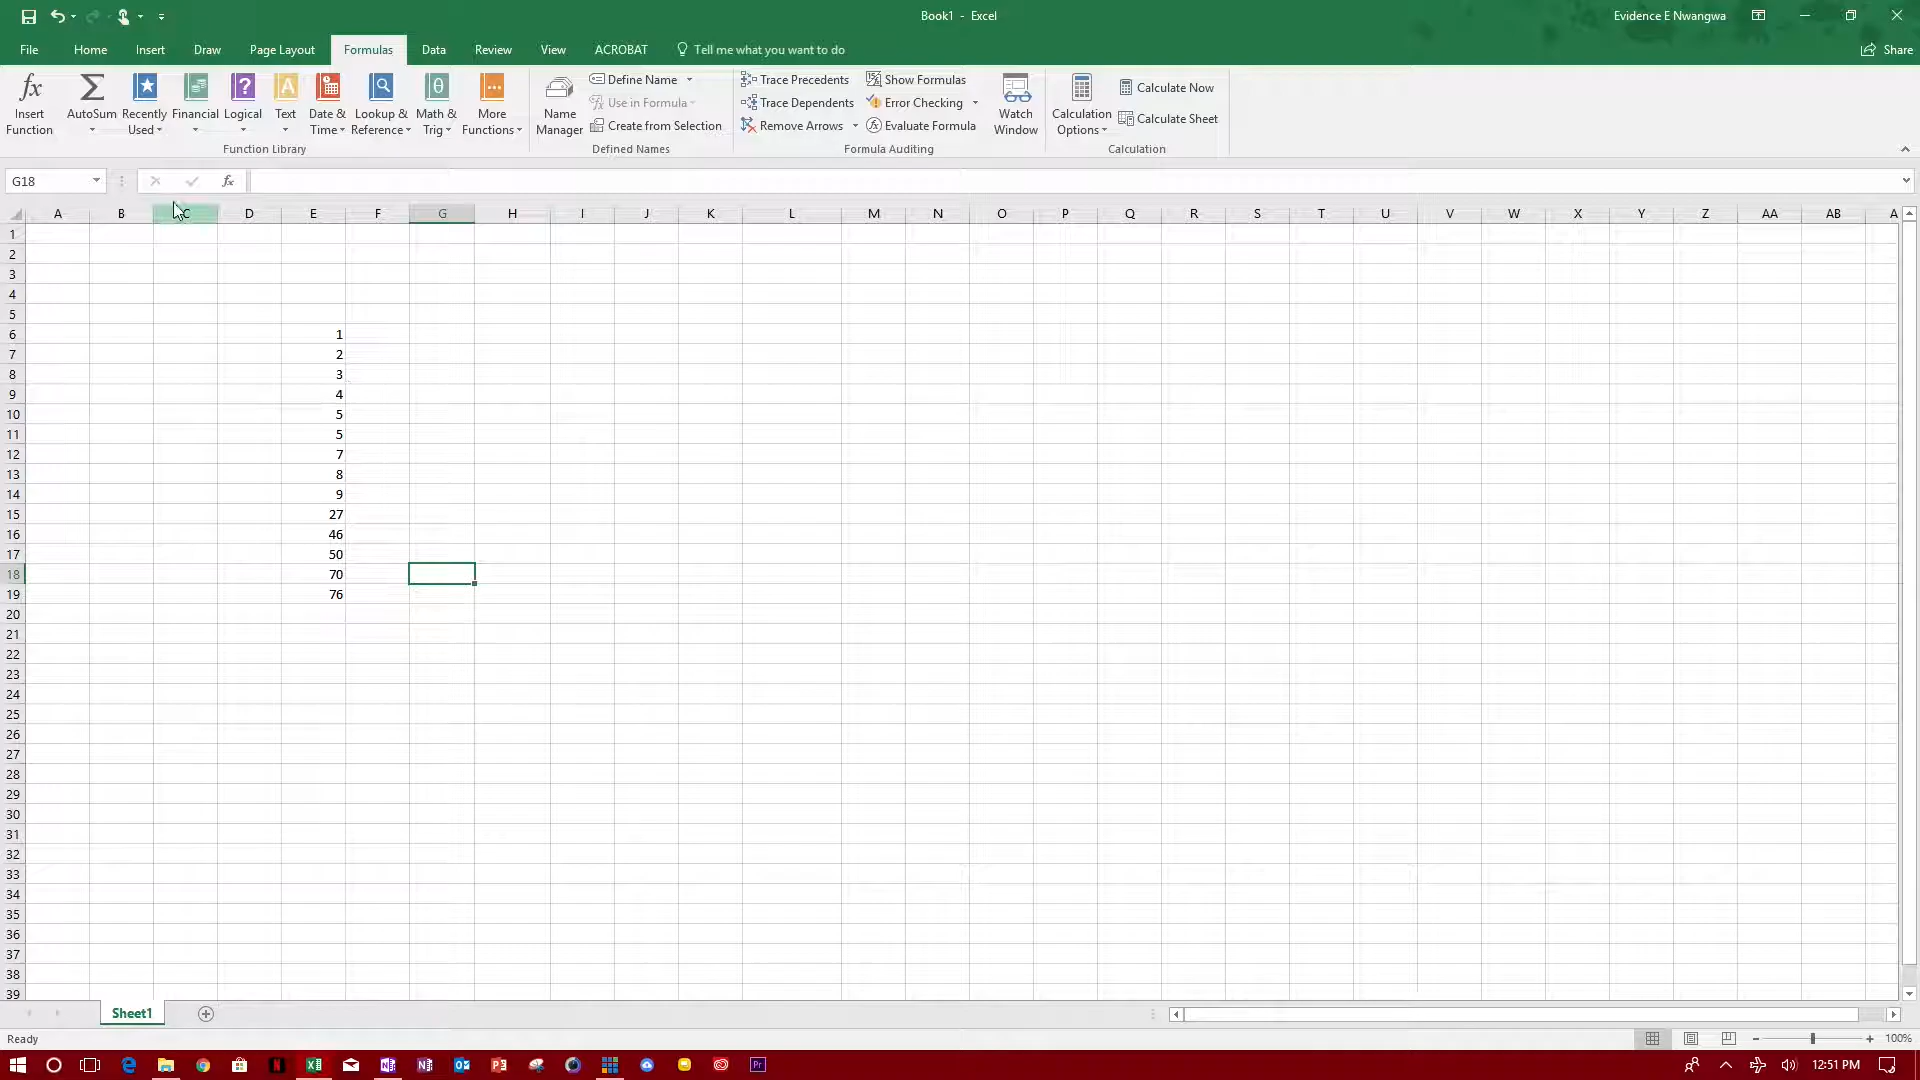 Book1 - Excel
Evidence E Nwangwa
File Home Insert Draw Page Layout Formulas Data Review View ACROBAT Tell me what you want to do Share
Insert Function
AutoSum
Recently Used
Financial
Logical
Text
Date & Time
Lookup & Reference
Math & Trig
More Functions
Function Library
Name Manager
Define Name
Use in Formula
Create from Selection
Defined Names
Trace Precedents
Trace Dependents
Remove Arrows
Show Formulas
Error Checking
Evaluate Formula
Formula Auditing
Watch Window
Calculation Options
Calculate Now
Calculate Sheet
Calculation
G18 fx
A B C D E F G H I J K L M N O P Q R S T U V W X Y Z AA AB A
1
2
3
4
5
6 1
7 2
8 3
9 4
10 5
11 5
12 7
13 8
14 9
15 27
16 46
17 50
18 70
19 76
20
21
22
23
24
25
26
27
28
29
30
31
32
33
34
35
36
37
38
39
Sheet1
Ready
100%
12:51 PM